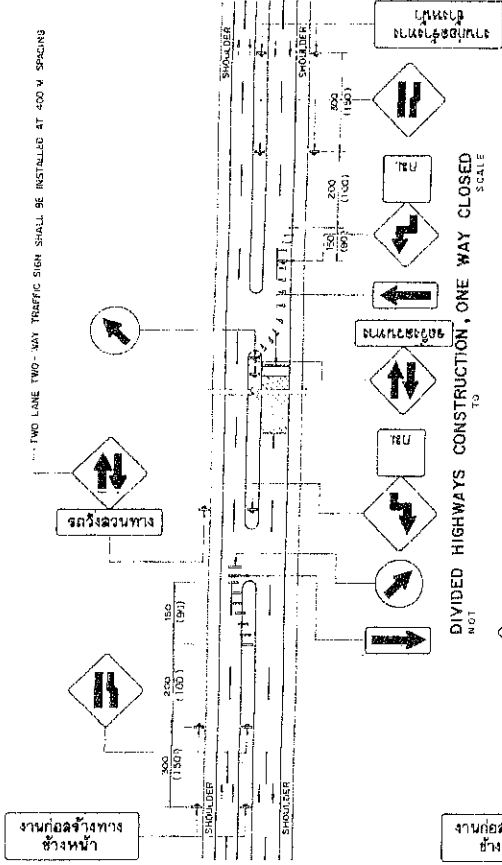 TWO LANE TWO-WAY TRAFFIC SIGN SHALL BE INSTALLED AT 400 M. SPACING
รถวิ่งสวนทาง
งานก่อสร้างทาง
ข้างหน้า
SHOULDER
SHOULDER
SHOULDER
SHOULDER
300
(150)
200
(100)
150
(90)
300
(150)
200
(100)
150
(90)
งานก่อสร้างทาง
ข้างหน้า
กม.
รถวิ่งสวนทาง
กม.
DIVIDED HIGHWAYS CONSTRUCTION, ONE WAY CLOSED
NOT TO SCALE
งานก่อส
ข้าง